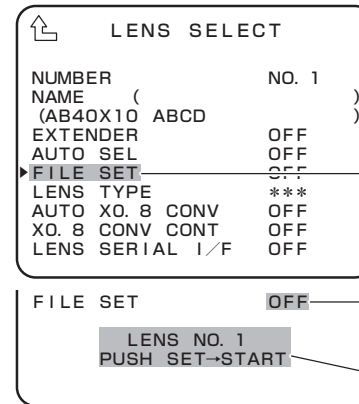 LENS SELECT
NUMBER NO. 1
NAME ( )
(AB40X10 ABCD )
EXTENDER OFF
AUTO SEL OFF
FILE SET OFF
LENS TYPE ***
AUTO X0. 8 CONV OFF
X0. 8 CONV CONT OFF
LENS SERIAL I/F OFF
FILE SET OFF
LENS NO. 1
PUSH SET→START